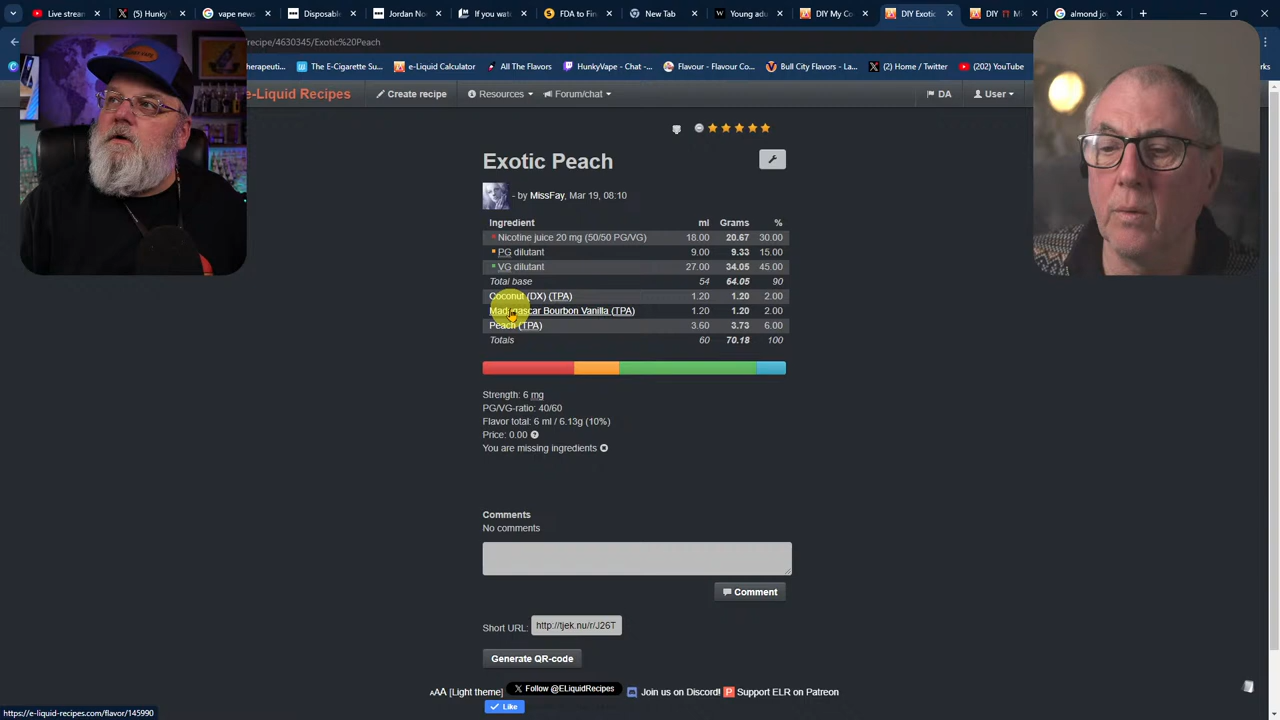 Live stream
(5) Hunky
vape news
Disposable
Jordan No
If you wat
FDA to Fin
New Tab
Young adu
DIY My Co
DIY Exotic
DIY
almond jo
recipe/4630345/Exotic%20Peach
The E-Cigarette Su...
e-Liquid Calculator
All The Flavors
HunkyVape - Chat -...
Flavour – Flavour Co...
Bull City Flavors - La...
(2) Home / Twitter
(202) YouTube
e-Liquid Recipes
Create recipe
Resources
Forum/chat
DA
User
Exotic Peach
- by MissFay, Mar 19, 08:10
Ingredient ml Grams %
Nicotine juice 20 mg (50/50 PG/VG) 18.00 20.67 30.00
PG dilutant 9.00 9.33 15.00
VG dilutant 27.00 34.05 45.00
Total base 54 64.05 90
Coconut (DX) (TPA) 1.20 1.20 2.00
Madagascar Bourbon Vanilla (TPA) 1.20 1.20 2.00
Peach (TPA) 3.60 3.73 6.00
Totals 60 70.18 100
Strength: 6 mg
PG/VG-ratio: 40/60
Flavor total: 6 ml / 6.13g (10%)
Price: 0.00
You are missing ingredients
Comments
No comments
Comment
Short URL: http://tjek.nu/r/J26T
Generate QR-code
AAA [Light theme] Follow @ELiquidRecipes Join us on Discord! Support ELR on Patreon
Like
https://e-liquid-recipes.com/flavor/145990